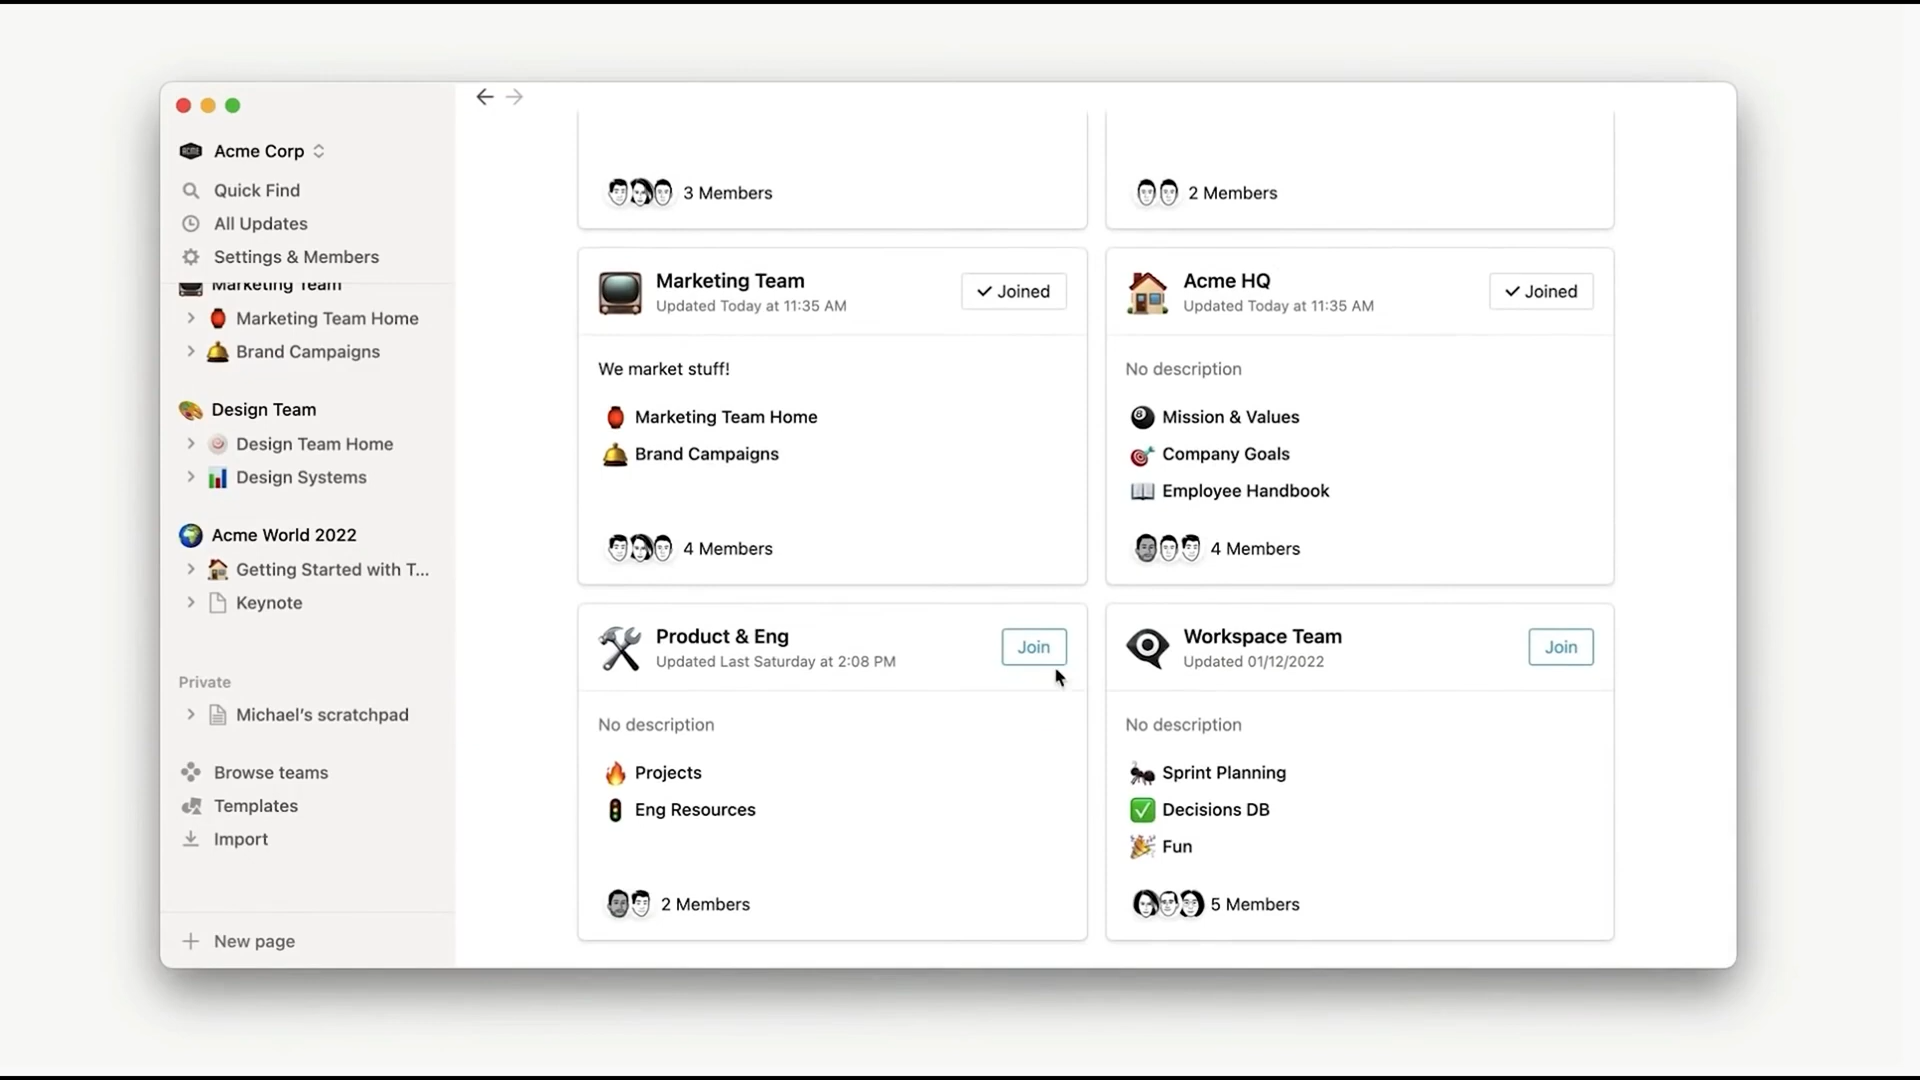 Acme Corp
Quick Find
All Updates
Settings & Members
Marketing Team
Marketing Team Home
Brand Campaigns
Design Team
Design Team Home
Design Systems
Acme World 2022
Getting Started with T...
Keynote
Private
Michael's scratchpad
Browse teams
Templates
Import
New page
3 Members
2 Members
Marketing Team
Updated Today at 11:35 AM
Joined
We market stuff!
Marketing Team Home
Brand Campaigns
4 Members
Acme HQ
Updated Today at 11:35 AM
Joined
No description
Mission & Values
Company Goals
Employee Handbook
4 Members
Product & Eng
Updated Last Saturday at 2:08 PM
Join
No description
Projects
Eng Resources
2 Members
Workspace Team
Updated 01/12/2022
Join
No description
Sprint Planning
Decisions DB
Fun
5 Members